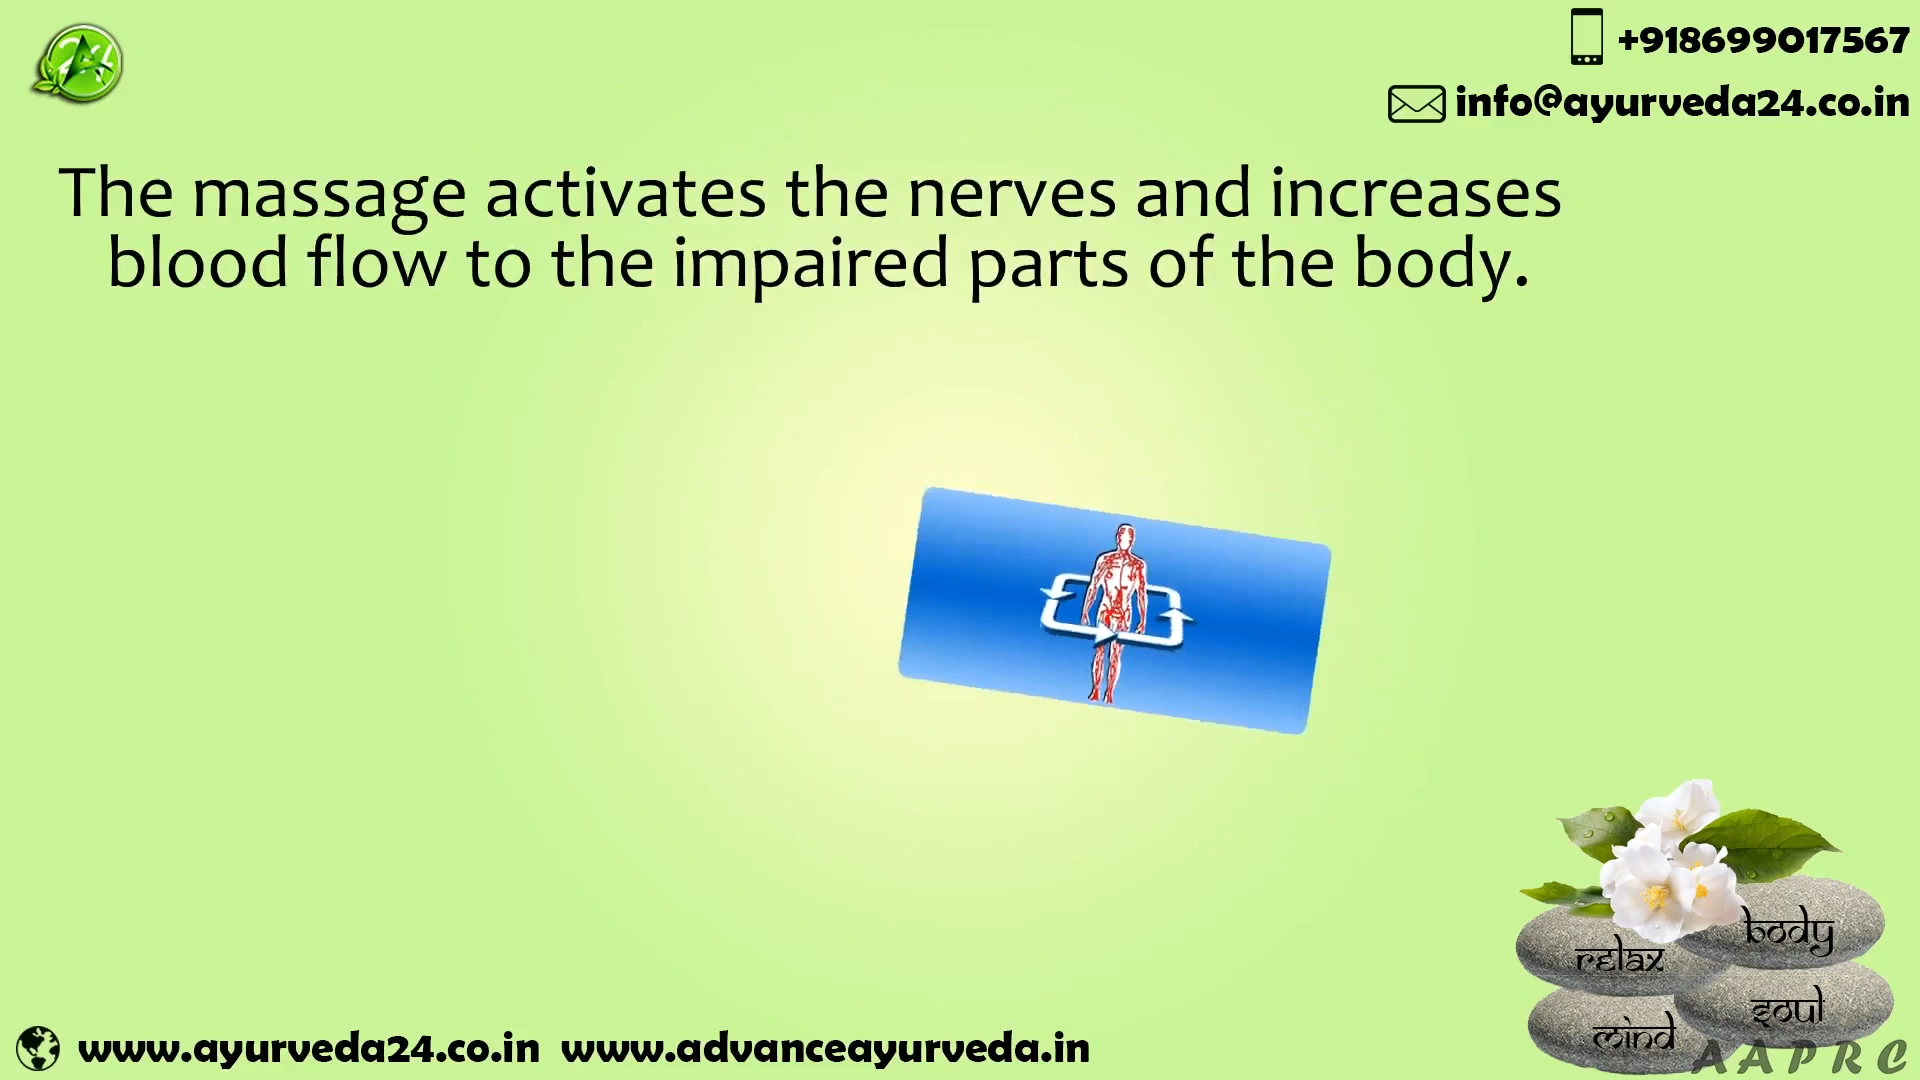 24
+918699017567
info@ayurveda24.co.in
The massage activates the nerves and increases
blood flow to the impaired parts of the body.
body
relax
soul
mind
AAPRC
www.ayurveda24.co.in www.advanceayurveda.in